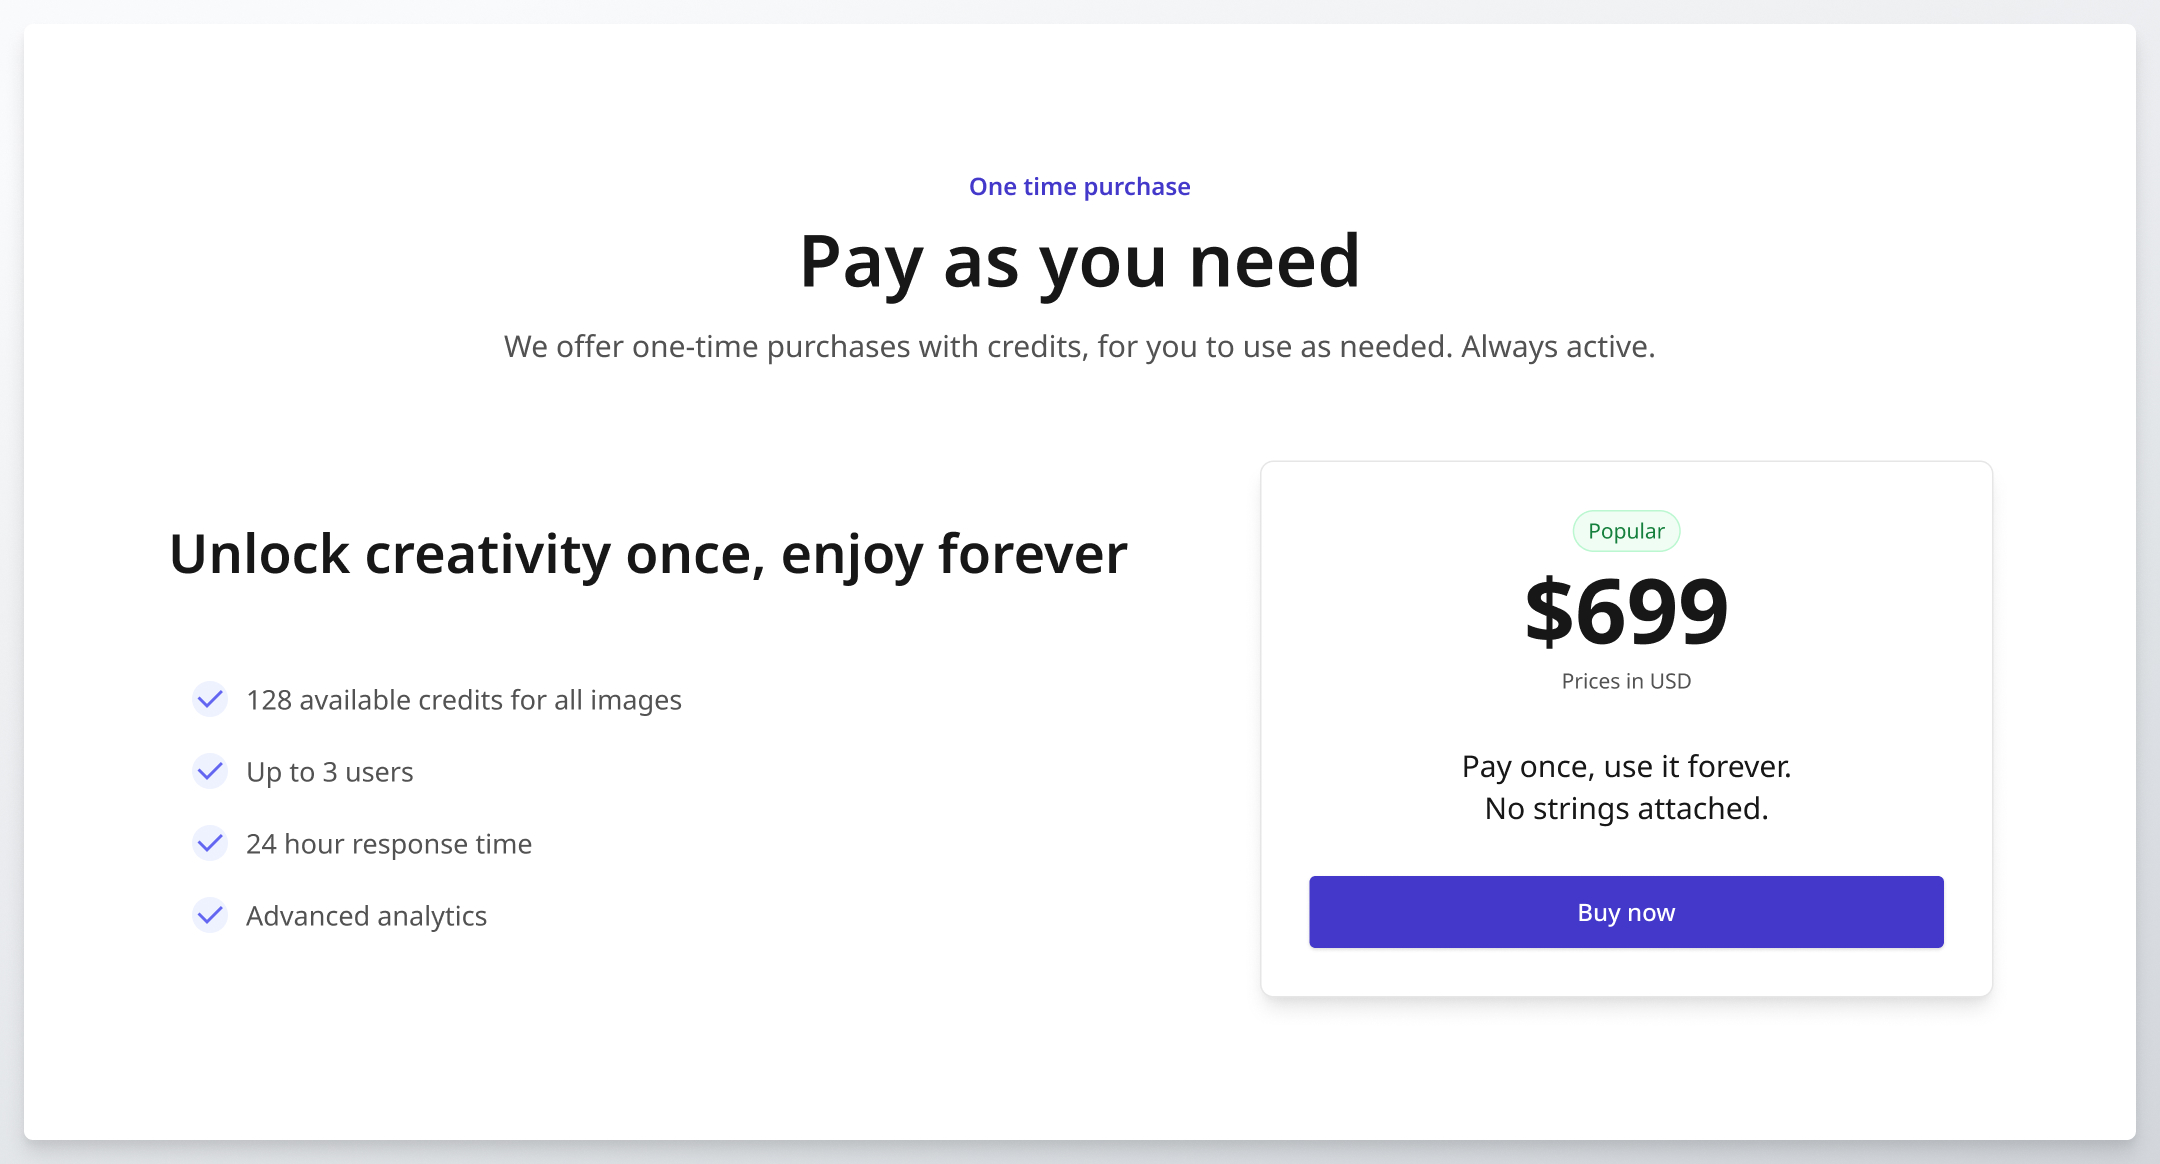 One time purchase
Pay as you need
We offer one-time purchases with credits, for you to use as needed. Always active.
Unlock creativity once, enjoy forever
128 available credits for all images
Up to 3 users
24 hour response time
Advanced analytics
Popular
$699
Prices in USD
Pay once, use it forever.
No strings attached.
Buy now